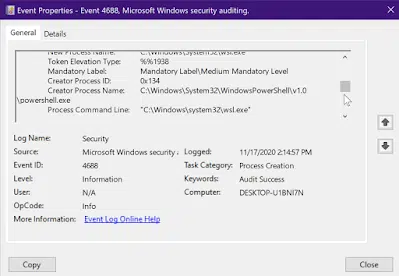 Event Properties - Event 4688, Microsoft Windows security auditing.
General Details
New Process Name: C:\Windows\System32\wsl.exe
Token Elevation Type: %%1938
Mandatory Label: Mandatory Label\Medium Mandatory Level
Creator Process ID: 0x134
Creator Process Name: C:\Windows\System32\WindowsPowerShell\v1.0
\powershell.exe
Process Command Line: "C:\Windows\system32\wsl.exe"
Log Name: Security
Source: Microsoft Windows security Logged: 11/17/2020 2:14:57 PM
Event ID: 4688 Task Category: Process Creation
Level: Information Keywords: Audit Success
User: N/A Computer: DESKTOP-U1BNI7N
OpCode: Info
More Information: Event Log Online Help
Copy Close